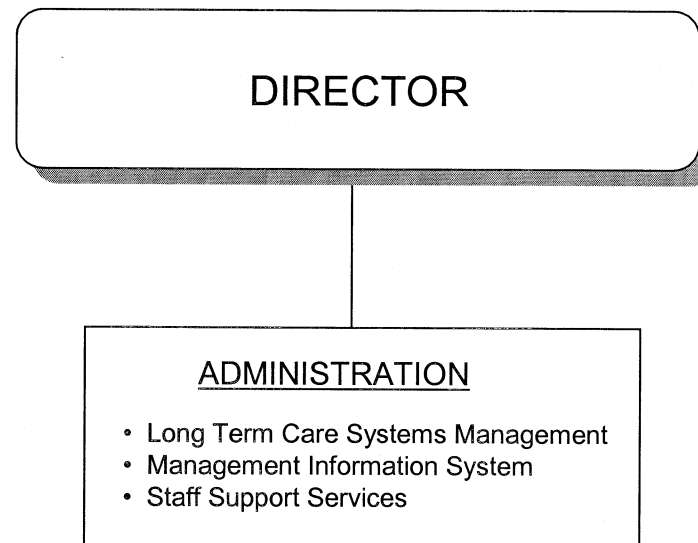 DIRECTOR
ADMINISTRATION
• Long Term Care Systems Management
• Management Information System
• Staff Support Services